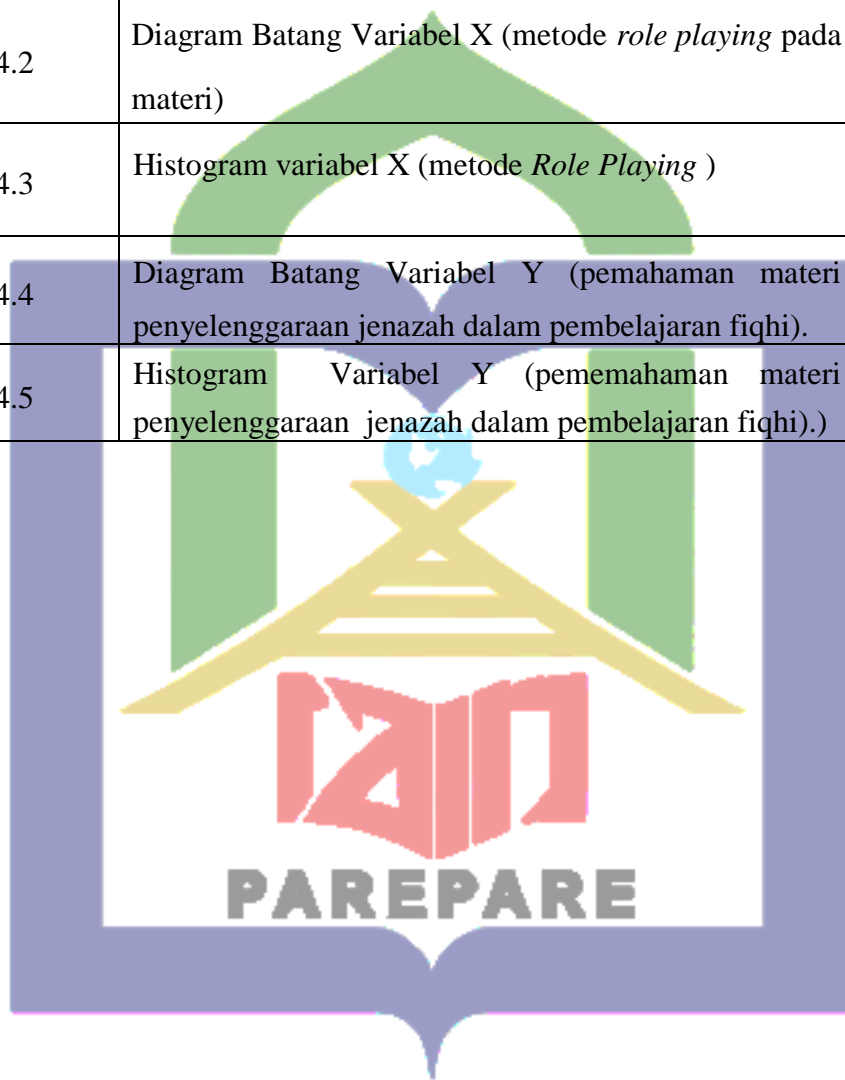 4.2
Diagram Batang Variabel X (metode role playing pada
materi)
4.3
Histogram variabel X (metode Role Playing )
4.4
Diagram Batang Variabel Y (pemahaman materi
penyelenggaraan jenazah dalam pembelajaran fiqhi).
4.5
Histogram Variabel Y (pememahaman materi
penyelenggaraan jenazah dalam pembelajaran fiqhi).)
iain
PAREPARE